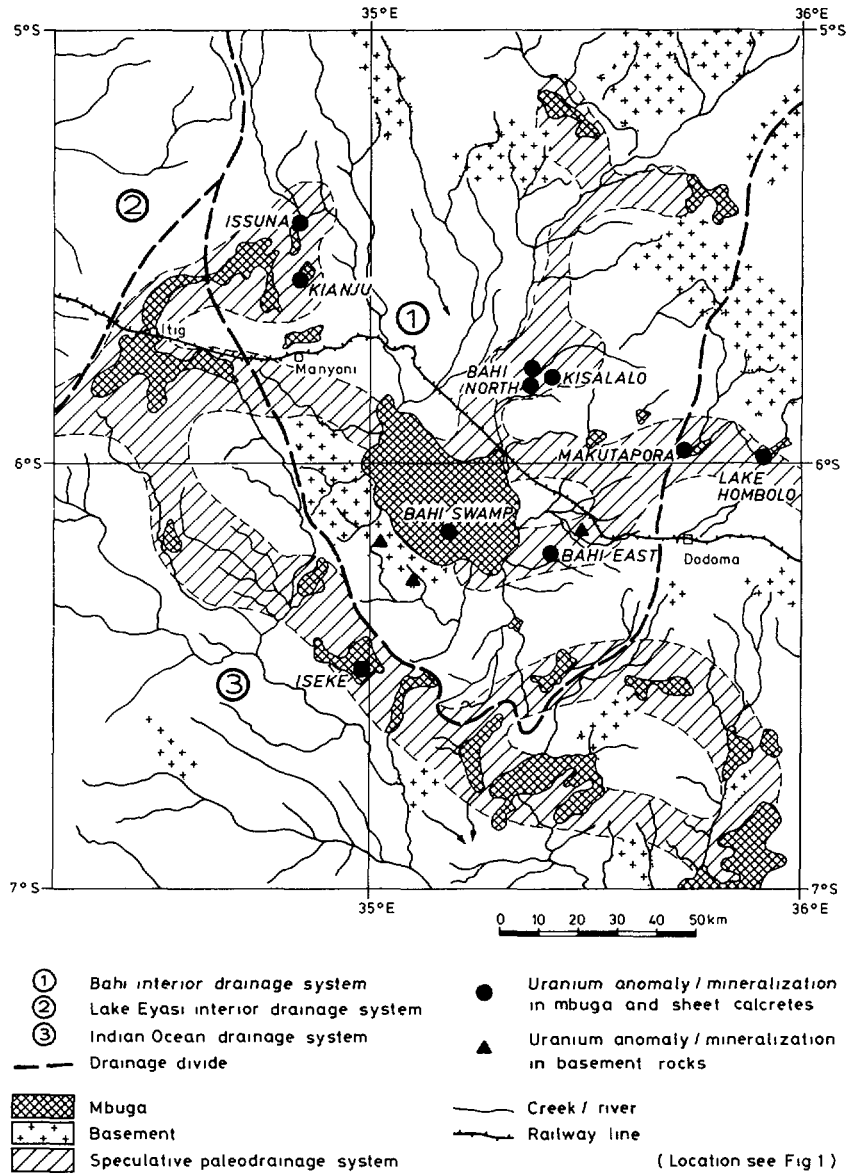 35°E
36°E
5°S
5°S
2
ISSUNA
KIANJU
1
Itig
Manyoni
BAHI
NORTH
KISALALO
MAKUTAPORA
LAKE
HOMBOLO
6°S
6°S
BAHI SWAMP
BAHI EAST
Dodoma
ISEKE
3
7°S
7°S
35°E
36°E
0 10 20 30 40 50km
1 Bahi interior drainage system
2 Lake Eyasi interior drainage system
3 Indian Ocean drainage system
Drainage divide
Uranium anomaly / mineralization
in mbuga and sheet calcretes
Uranium anomaly / mineralization
in basement rocks
Mbuga
Basement
Speculative paleodrainage system
Creek / river
Railway line
( Location see Fig 1 )